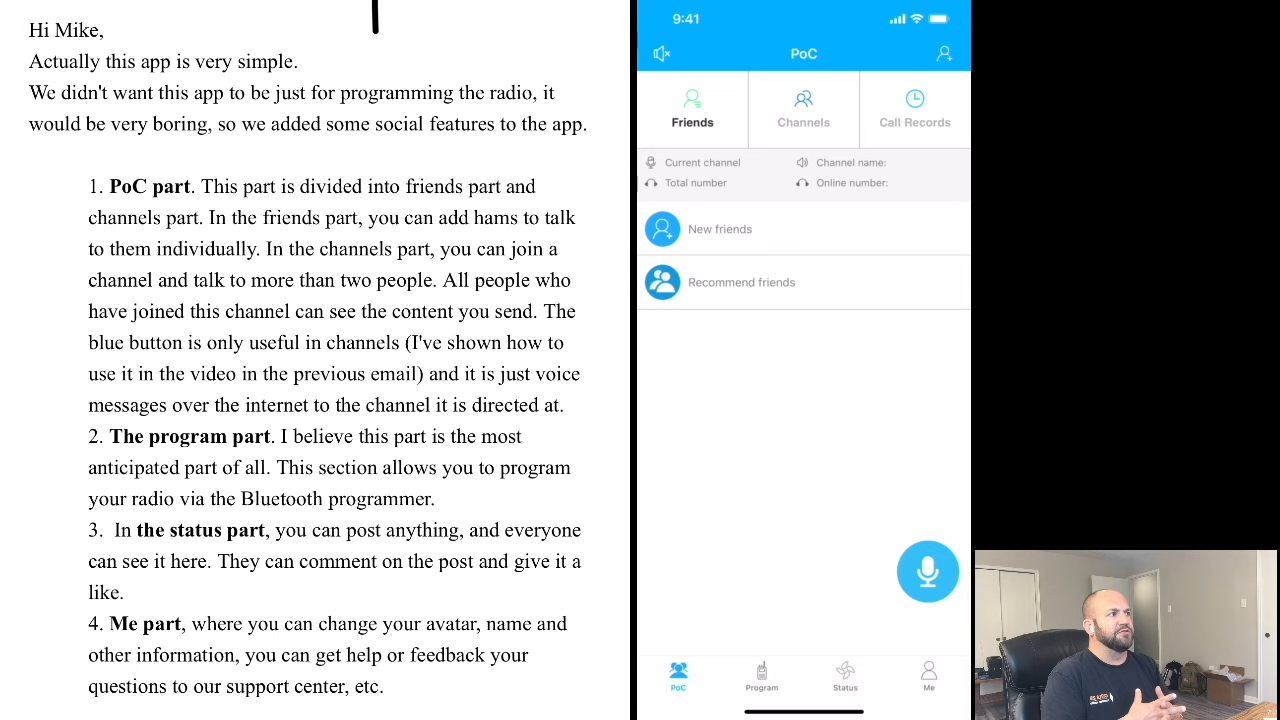 Hi Mike,
Actually this app is very simple.
We didn't want this app to be just for programming the radio, it
would be very boring, so we added some social features to the app.
1. PoC part. This part is divided into friends part and
channels part. In the friends part, you can add hams to talk
to them individually. In the channels part, you can join a
channel and talk to more than two people. All people who
have joined this channel can see the content you send. The
blue button is only useful in channels (I've shown how to
use it in the video in the previous email) and it is just voice
messages over the internet to the channel it is directed at.
2. The program part. I believe this part is the most
anticipated part of all. This section allows you to program
your radio via the Bluetooth programmer.
3. In the status part, you can post anything, and everyone
can see it here. They can comment on the post and give it a
like.
4. Me part, where you can change your avatar, name and
other information, you can get help or feedback your
questions to our support center, etc.
9:41
PoC
Friends
Channels
Call Records
Current channel
Channel name:
Total number
Online number:
New friends
Recommend friends
PoC
Program
Status
Me